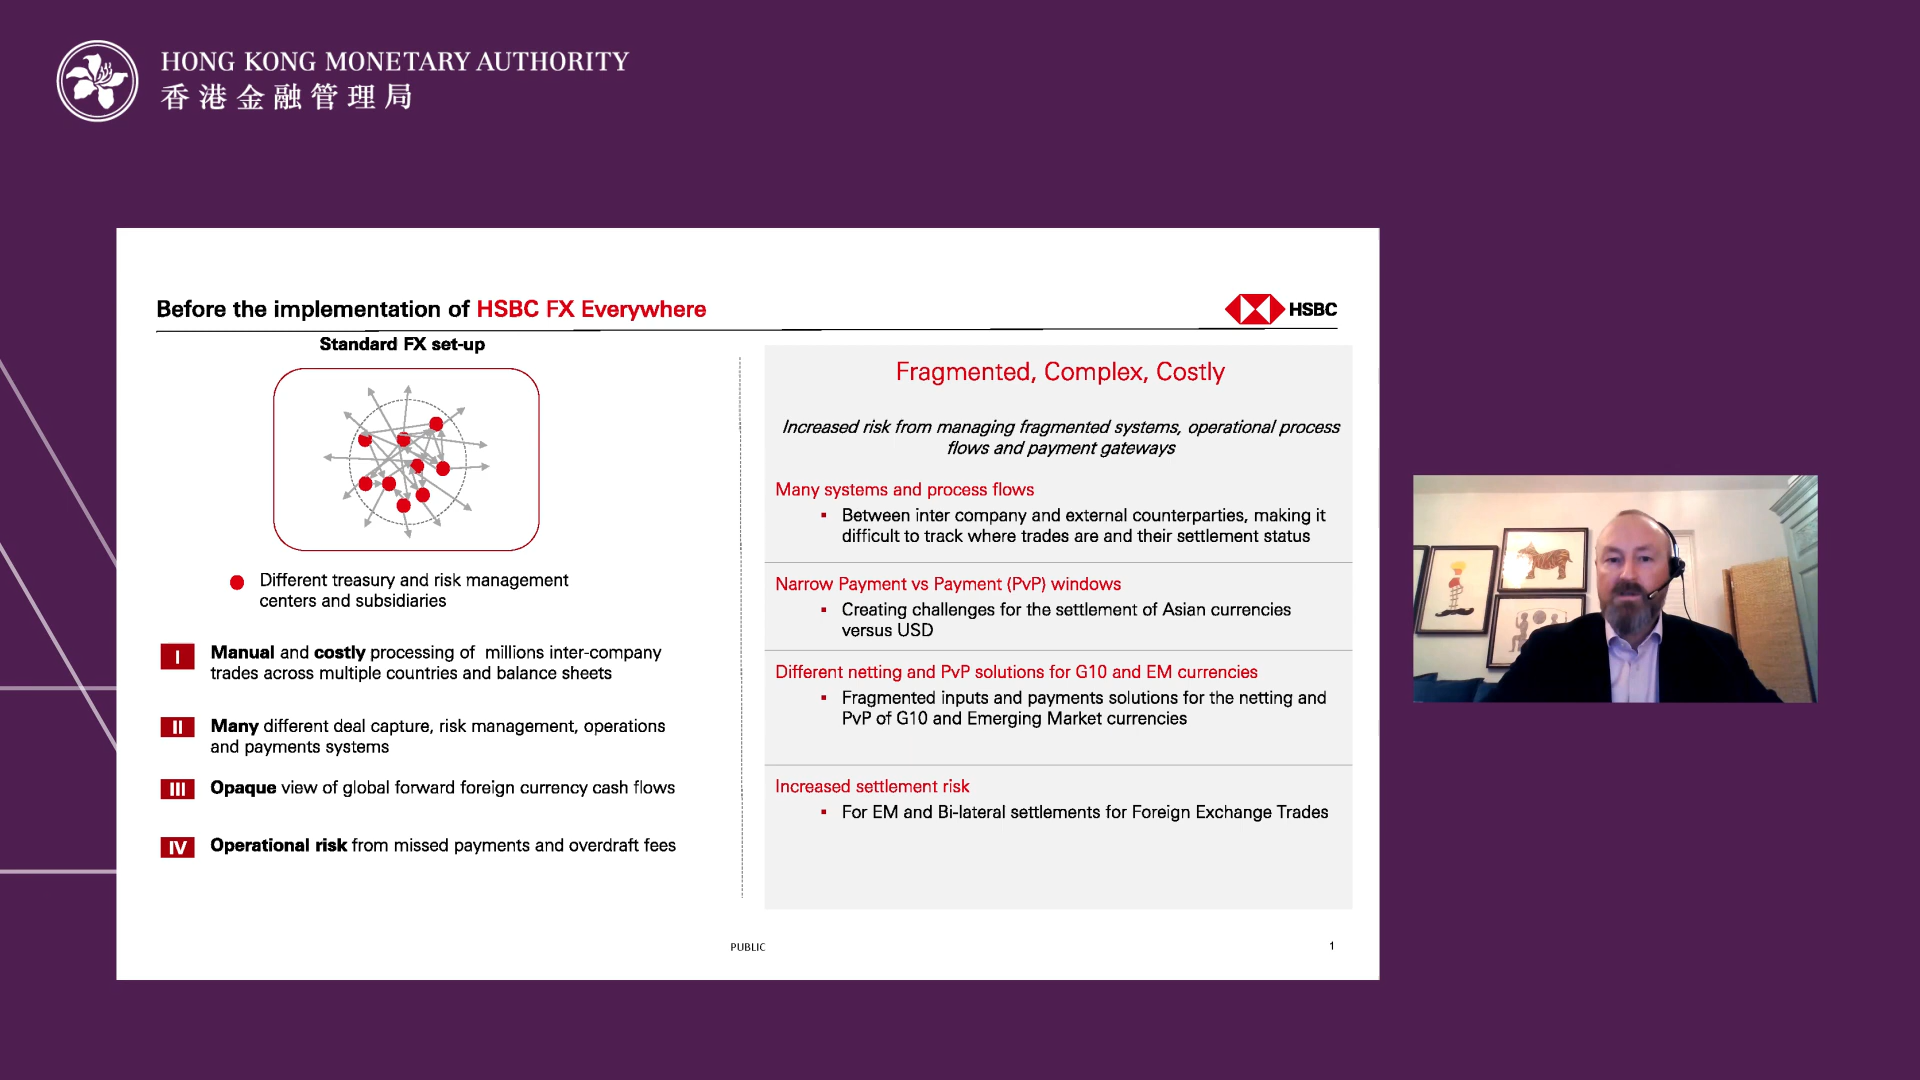 HONG KONG MONETARY AUTHORITY
香港金融管理局
Before the implementation of HSBC FX Everywhere
HSBC
Standard FX set-up
Different treasury and risk management
centers and subsidiaries
I
Manual and costly processing of millions inter-company
trades across multiple countries and balance sheets
II
Many different deal capture, risk management, operations
and payments systems
III
Opaque view of global forward foreign currency cash flows
IV
Operational risk from missed payments and overdraft fees
Fragmented, Complex, Costly
Increased risk from managing fragmented systems, operational process
flows and payment gateways
Many systems and process flows
▪ Between inter company and external counterparties, making it
difficult to track where trades are and their settlement status
Narrow Payment vs Payment (PvP) windows
▪ Creating challenges for the settlement of Asian currencies
versus USD
Different netting and PvP solutions for G10 and EM currencies
▪ Fragmented inputs and payments solutions for the netting and
PvP of G10 and Emerging Market currencies
Increased settlement risk
▪ For EM and Bi-lateral settlements for Foreign Exchange Trades
PUBLIC
1